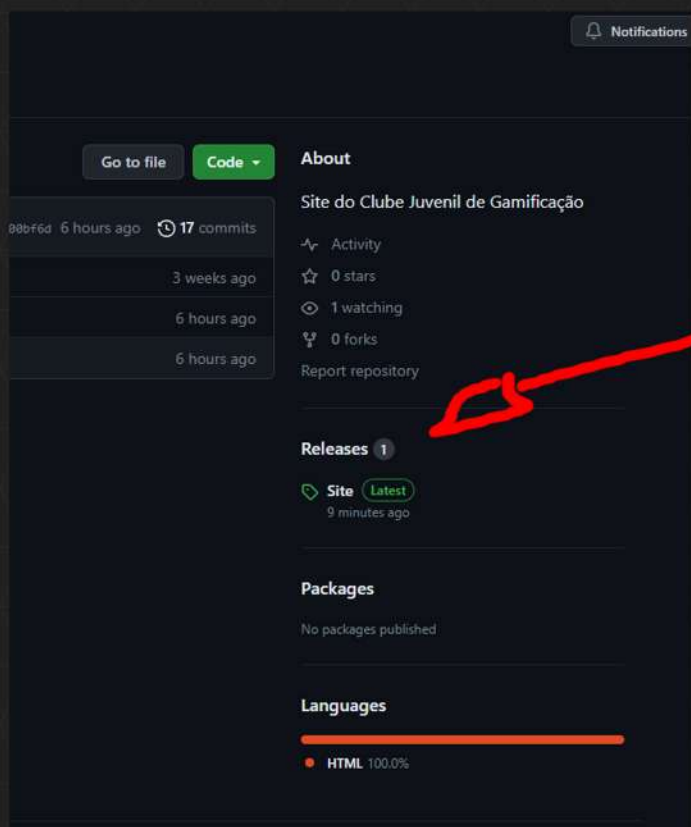 Notifications
Go to file
Code
6 hours ago
17 commits
3 weeks ago
6 hours ago
6 hours ago
About
Site do Clube Juvenil de Gamificação
Activity
0 stars
1 watching
0 forks
Report repository
Releases 1
Site Latest
9 minutes ago
Packages
No packages published
Languages
HTML 100.0%